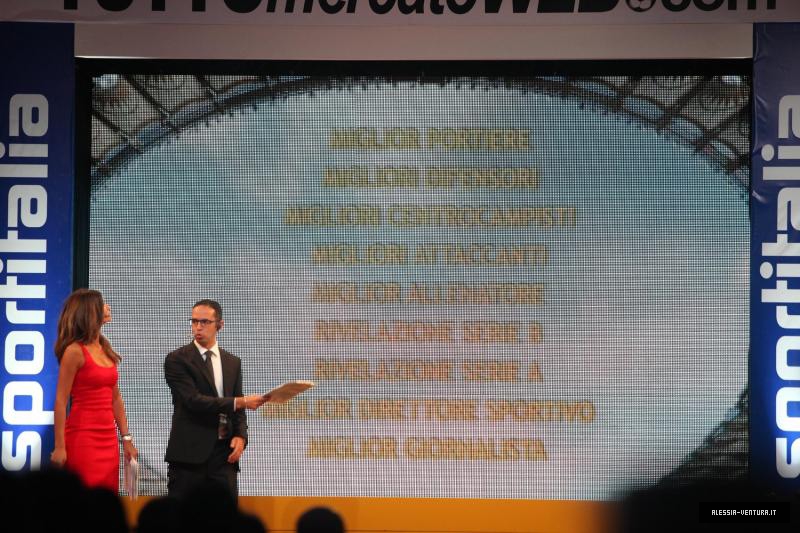 TUTTOmercatoWEB.com
sportitalia
MIGLIOR PORTIERE
MIGLIORI DIFENSORI
MIGLIORI CENTROCAMPISTI
MIGLIORI ATTACCANTI
MIGLIOR ALLENATORE
RIVELAZIONE SERIE B
RIVELAZIONE SERIE A
MIGLIOR DIRETTORE SPORTIVO
MIGLIOR GIORNALISTA
sportitalia
ALESSIA-VENTURA.IT